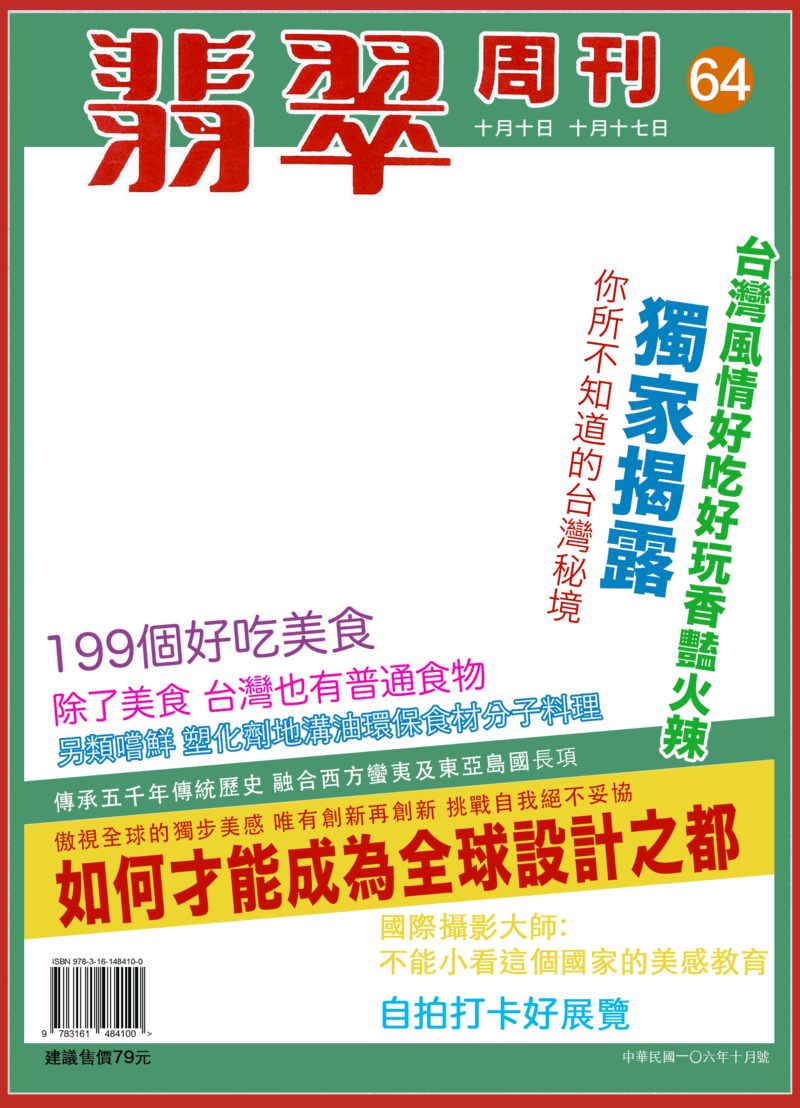 翡翠周刊 64
十月十日 十月十七日
台灣風情好吃好玩香豔火辣
獨家揭露
你所不知道的台灣秘境
199個好吃美食
除了美食 台灣也有普通食物
另類嚐鮮 塑化劑地溝油環保食材分子料理
傳承五千年傳統歷史 融合西方蠻夷及東亞島國長項
傲視全球的獨步美感 唯有創新再創新 挑戰自我絕不妥協
如何才能成為全球設計之都
國際攝影大師:
不能小看這個國家的美感教育
自拍打卡好展覽
ISBN 978-3-16-148410-0
9 783161 484100 >
建議售價79元
中華民國一〇六年十月號